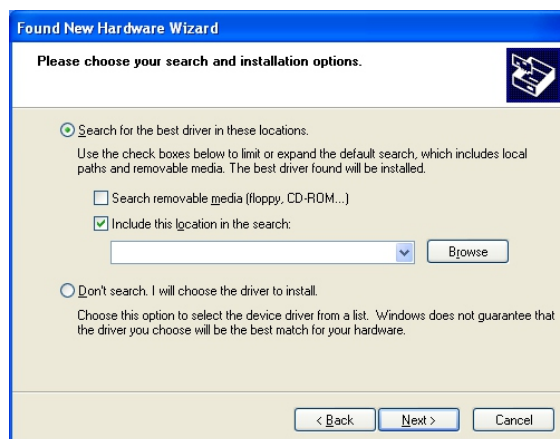 Found New Hardware Wizard
Please choose your search and installation options.
Search for the best driver in these locations.
Use the check boxes below to limit or expand the default search, which includes local
paths and removable media. The best driver found will be installed.
Search removable media (floppy, CD-ROM...)
Include this location in the search:
Browse
Don't search. I will choose the driver to install.
Choose this option to select the device driver from a list. Windows does not guarantee that
the driver you choose will be the best match for your hardware.
< Back Next > Cancel